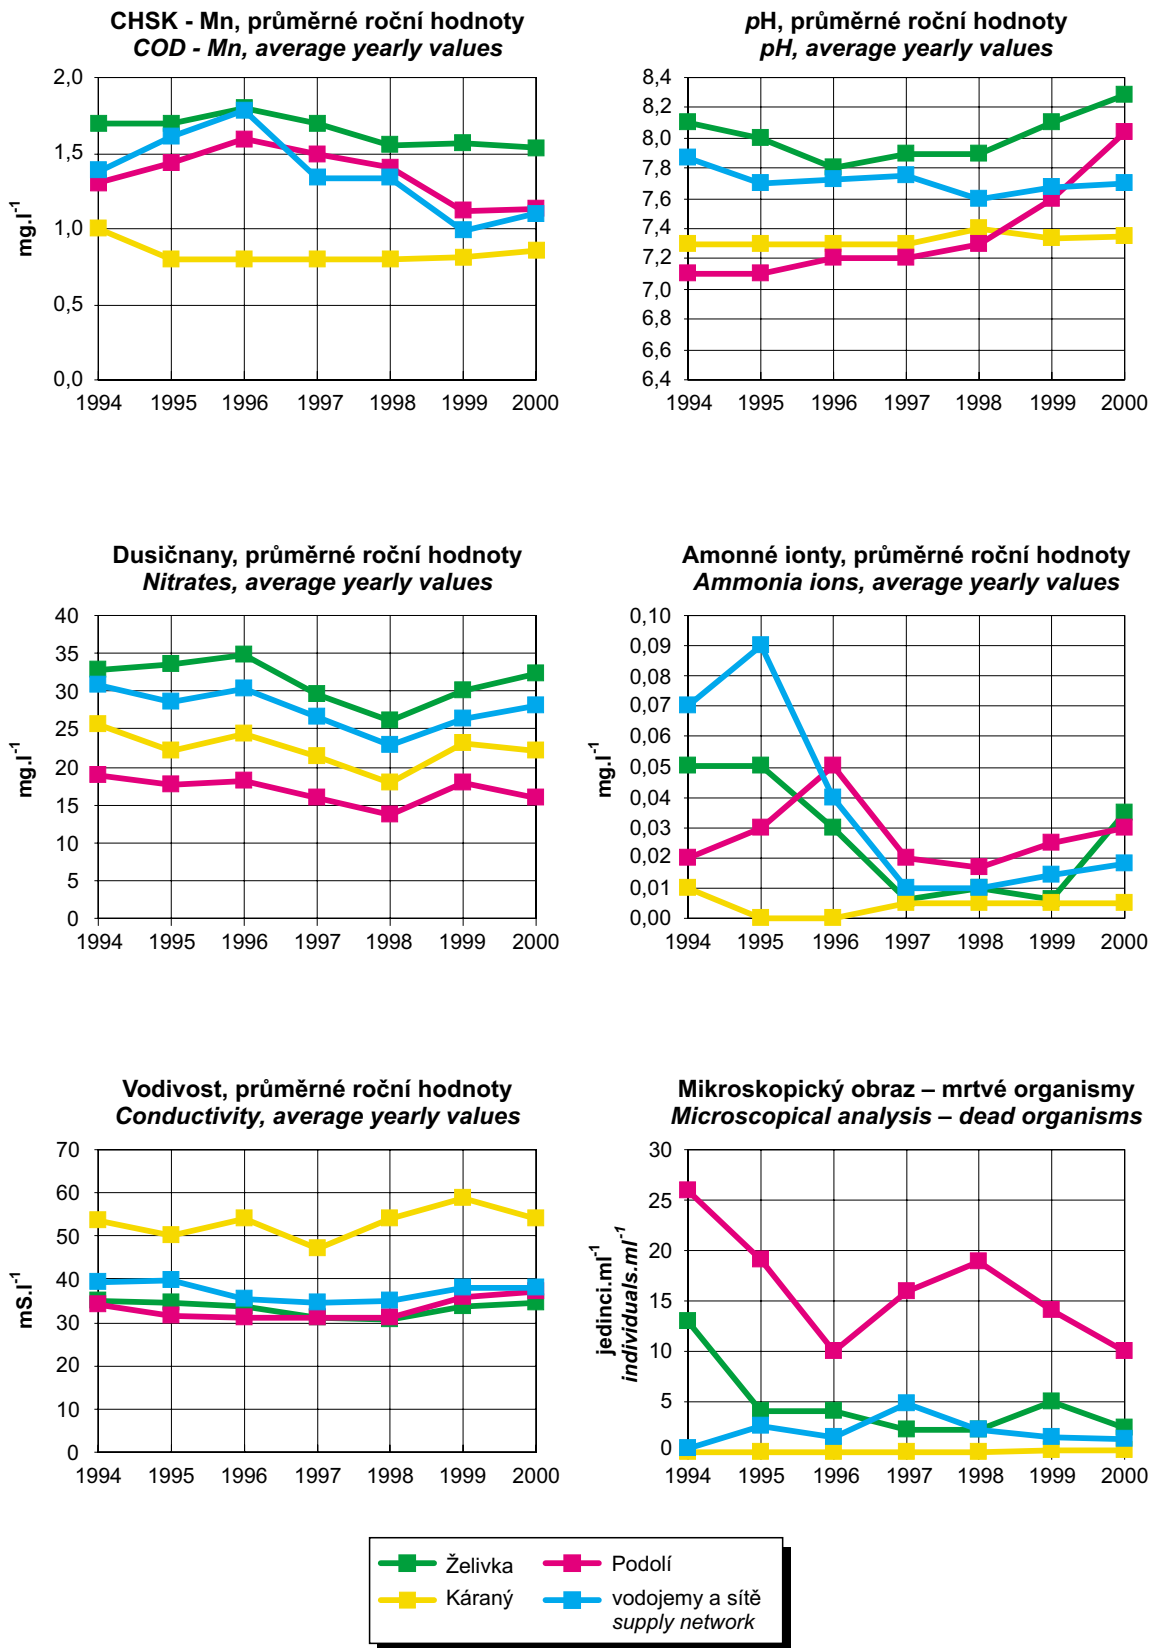 CHSK - Mn, průměrné roční hodnoty
COD - Mn, average yearly values
2,0
1,5
1,0
0,5
0,0
mg.l-1
1994 1995 1996 1997 1998 1999 2000
pH, průměrné roční hodnoty
pH, average yearly values
8,4
8,2
8,0
7,8
7,6
7,4
7,2
7,0
6,8
6,6
6,4
1994 1995 1996 1997 1998 1999 2000
Dusičnany, průměrné roční hodnoty
Nitrates, average yearly values
40
35
30
25
20
15
10
5
0
mg.l-1
1994 1995 1996 1997 1998 1999 2000
Amonné ionty, průměrné roční hodnoty
Ammonia ions, average yearly values
0,10
0,09
0,08
0,07
0,06
0,05
0,04
0,03
0,02
0,01
0,00
mg.l-1
1994 1995 1996 1997 1998 1999 2000
Vodivost, průměrné roční hodnoty
Conductivity, average yearly values
70
60
50
40
30
20
10
0
mS.l-1
1994 1995 1996 1997 1998 1999 2000
Mikroskopický obraz – mrtvé organismy
Microscopical analysis – dead organisms
30
25
20
15
10
5
0
jedinci.ml-1
individuals.ml-1
1994 1995 1996 1997 1998 1999 2000
Želivka
Podolí
Káraný
vodojemy a sítě
supply network